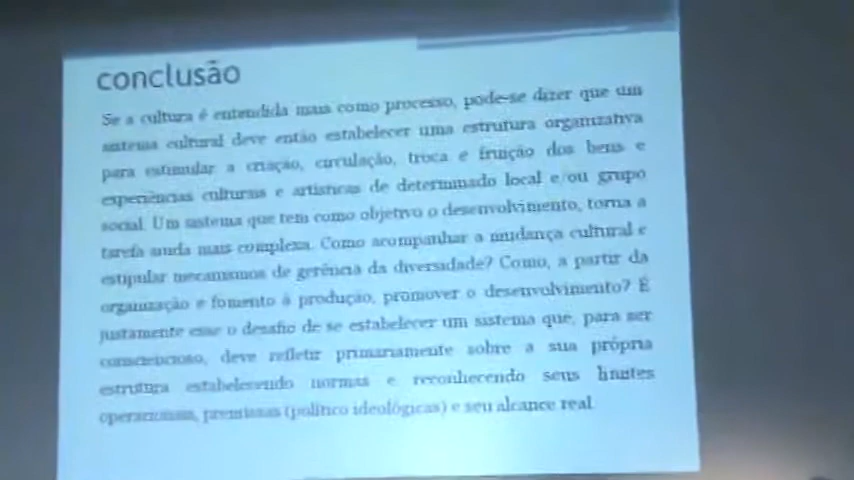 conclusão
Se a cultura é entendida mais como processo, pode-se dizer que um
sistema cultural deve então estabelecer uma estrutura organizativa
para estimular a criação, circulação, troca e fruição dos bens e
experiências culturais e artísticas de determinado local e/ou grupo
social. Um sistema que tem como objetivo o desenvolvimento, torna a
tarefa ainda mais complexa. Como acompanhar a mudança cultural e
estipular mecanismos de gerência da diversidade? Como, a partir da
organização e fomento à produção, promover o desenvolvimento? É
justamente esse o desafio de se estabelecer um sistema que, para ser
consciencioso, deve refletir primariamente sobre a sua própria
estrutura estabelecendo normas e reconhecendo seus limites
operacionais, premissas (político ideológicas) e seu alcance real.